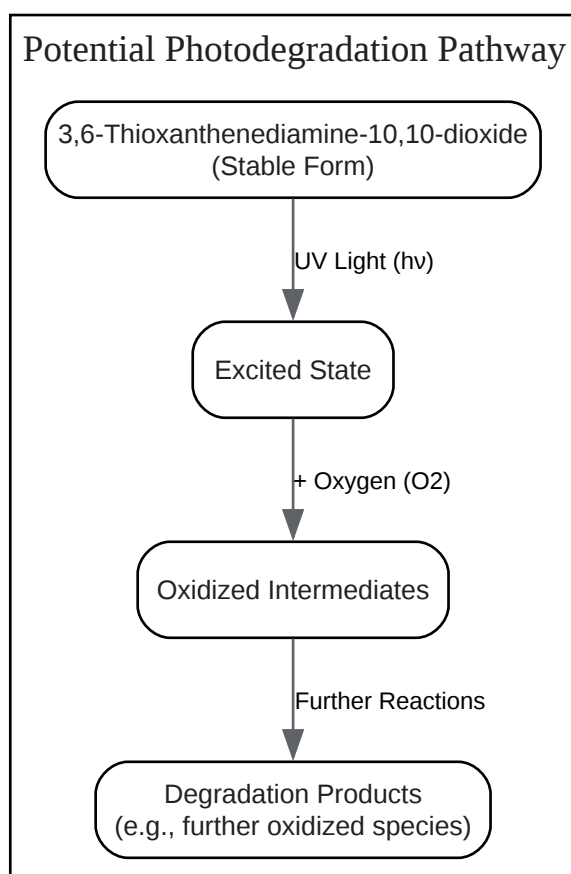 Potential Photodegradation Pathway
3,6-Thioxanthenediamine-10,10-dioxide
(Stable Form)
UV Light (hν)
Excited State
+ Oxygen (O2)
Oxidized Intermediates
Further Reactions
Degradation Products
(e.g., further oxidized species)